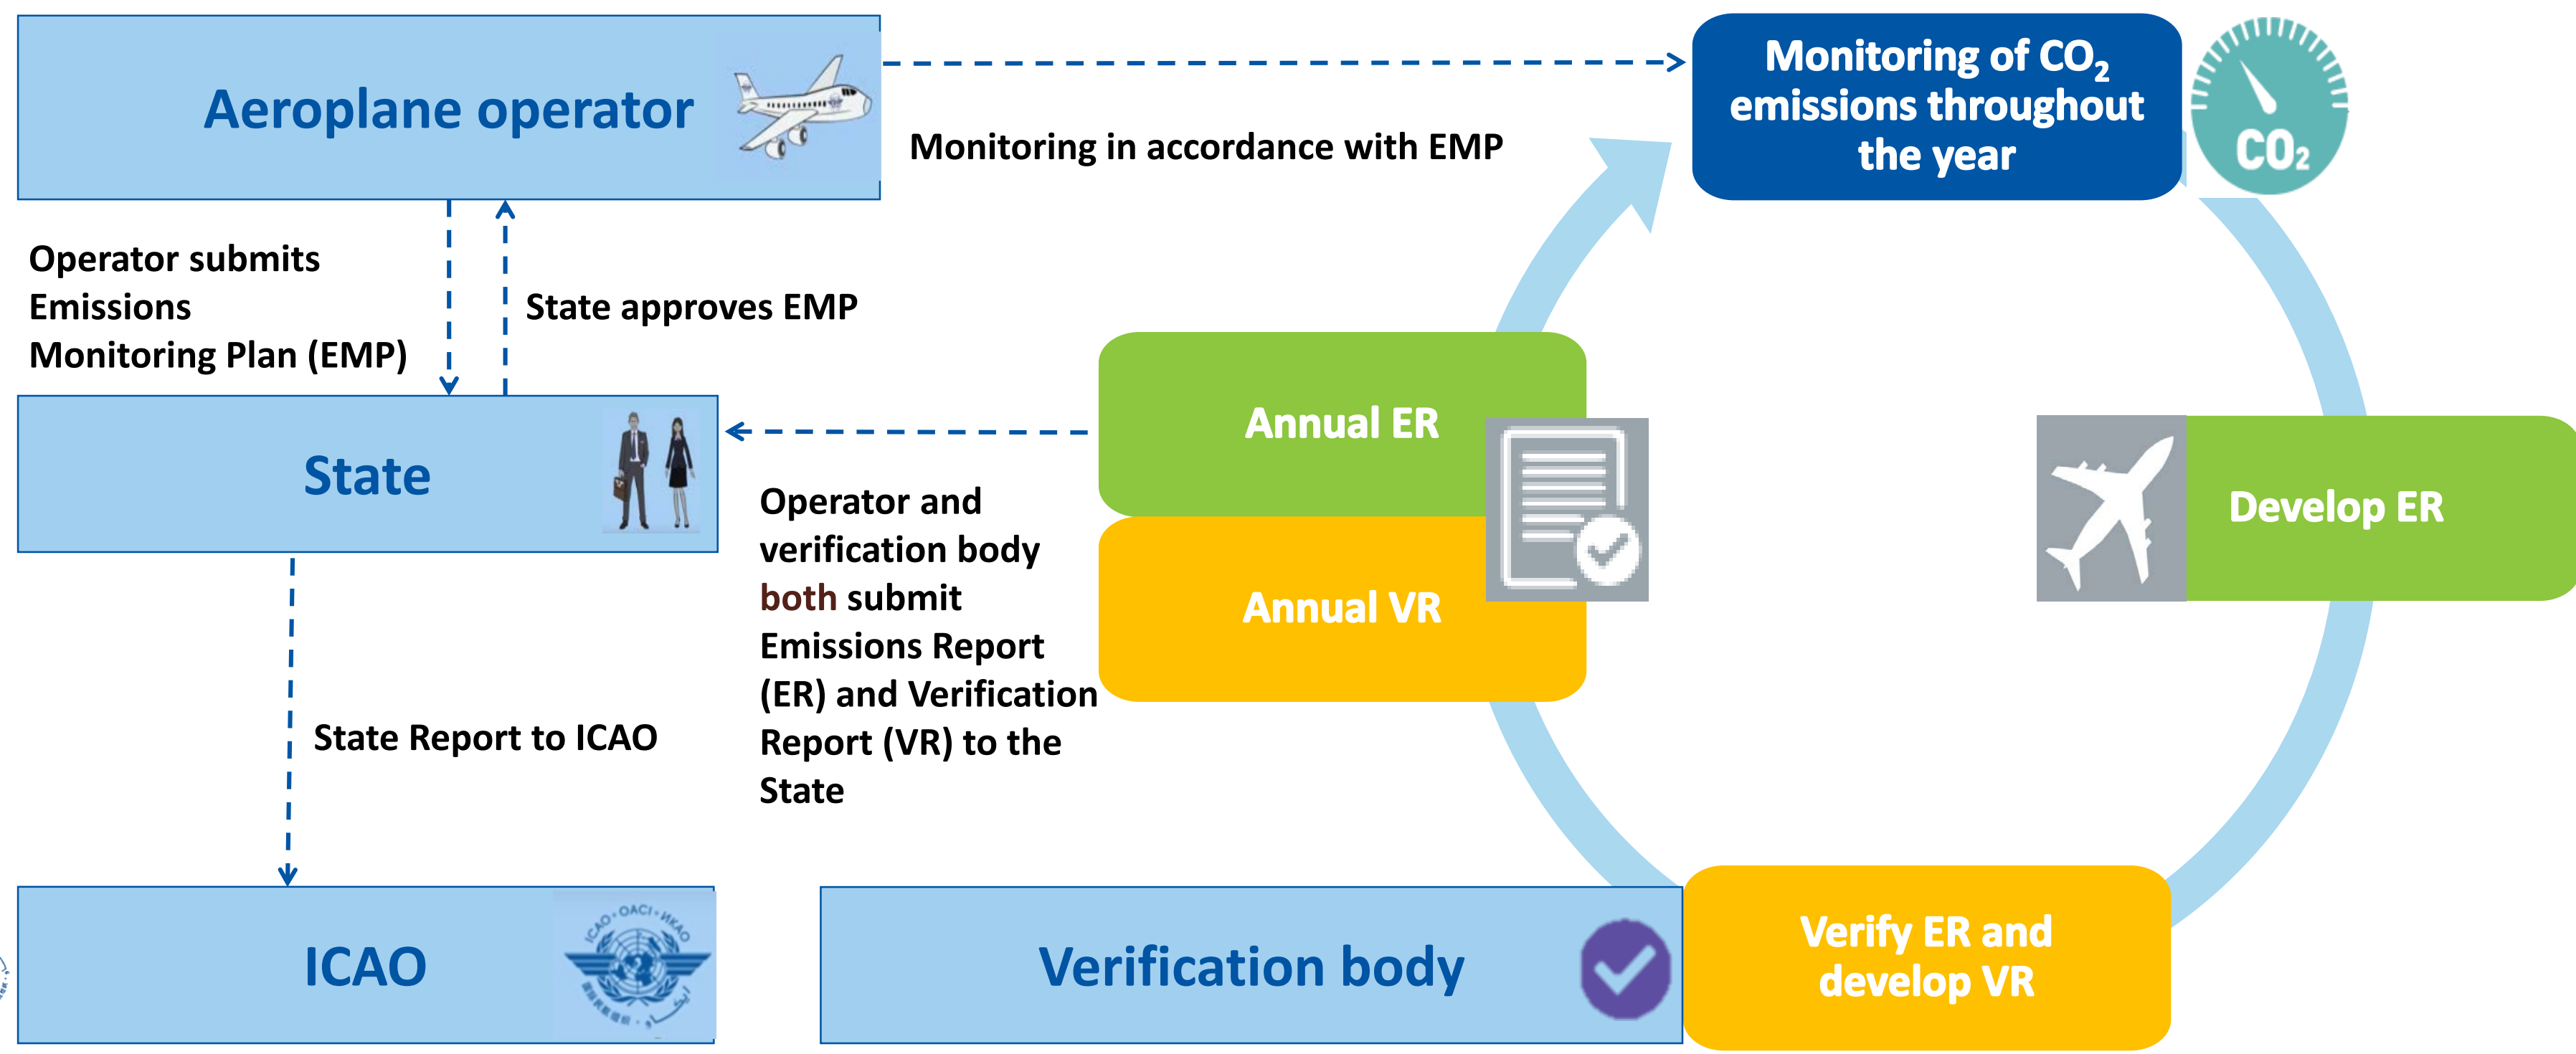 Aeroplane operator
Monitoring in accordance with EMP
Monitoring of CO₂
emissions throughout
the year
CO₂
Operator submits
Emissions
Monitoring Plan (EMP)
State approves EMP
State
Annual ER
Annual VR
Operator and
verification body
both submit
Emissions Report
(ER) and Verification
Report (VR) to the
State
Develop ER
State Report to ICAO
ICAO
ICAO · OACI · ИКАО
Verification body
Verify ER and
develop VR